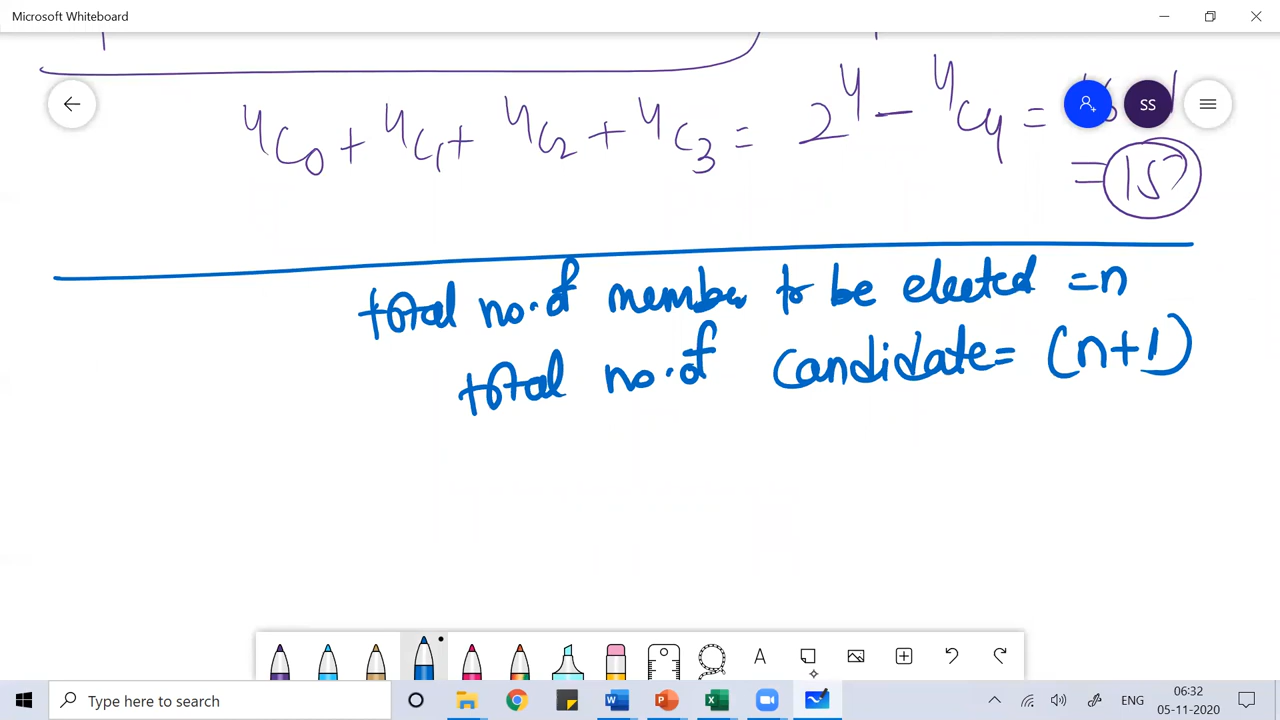 Microsoft Whiteboard
4C0 + 4C1 + 4C2 + 4C3 = 2^4 - 4C4 =
= 15
SS
total no. of member to be elected = n
total no. of candidate = (n+1)
A
Type here to search
ENG
06:32
05-11-2020